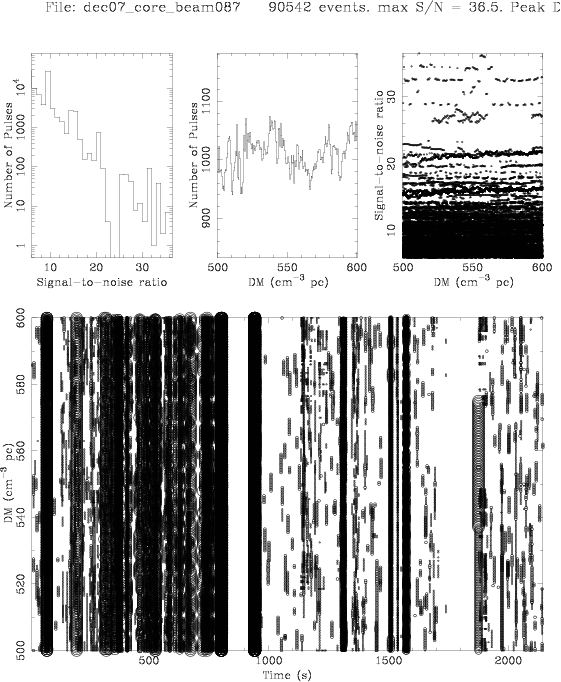 File: dec07_core_beam087 90542 events. max S/N = 36.5. Peak D
Number of Pulses
1 10 100 1000 10⁴
10 20 30
Signal−to−noise ratio
Number of Pulses
900 1000 1100
500 550 600
DM (cm⁻³ pc)
Signal−to−noise ratio
10 20 30
500 550 600
DM (cm⁻³ pc)
DM (cm⁻³ pc)
500 520 540 560 580 600
500 1000 1500 2000
Time (s)